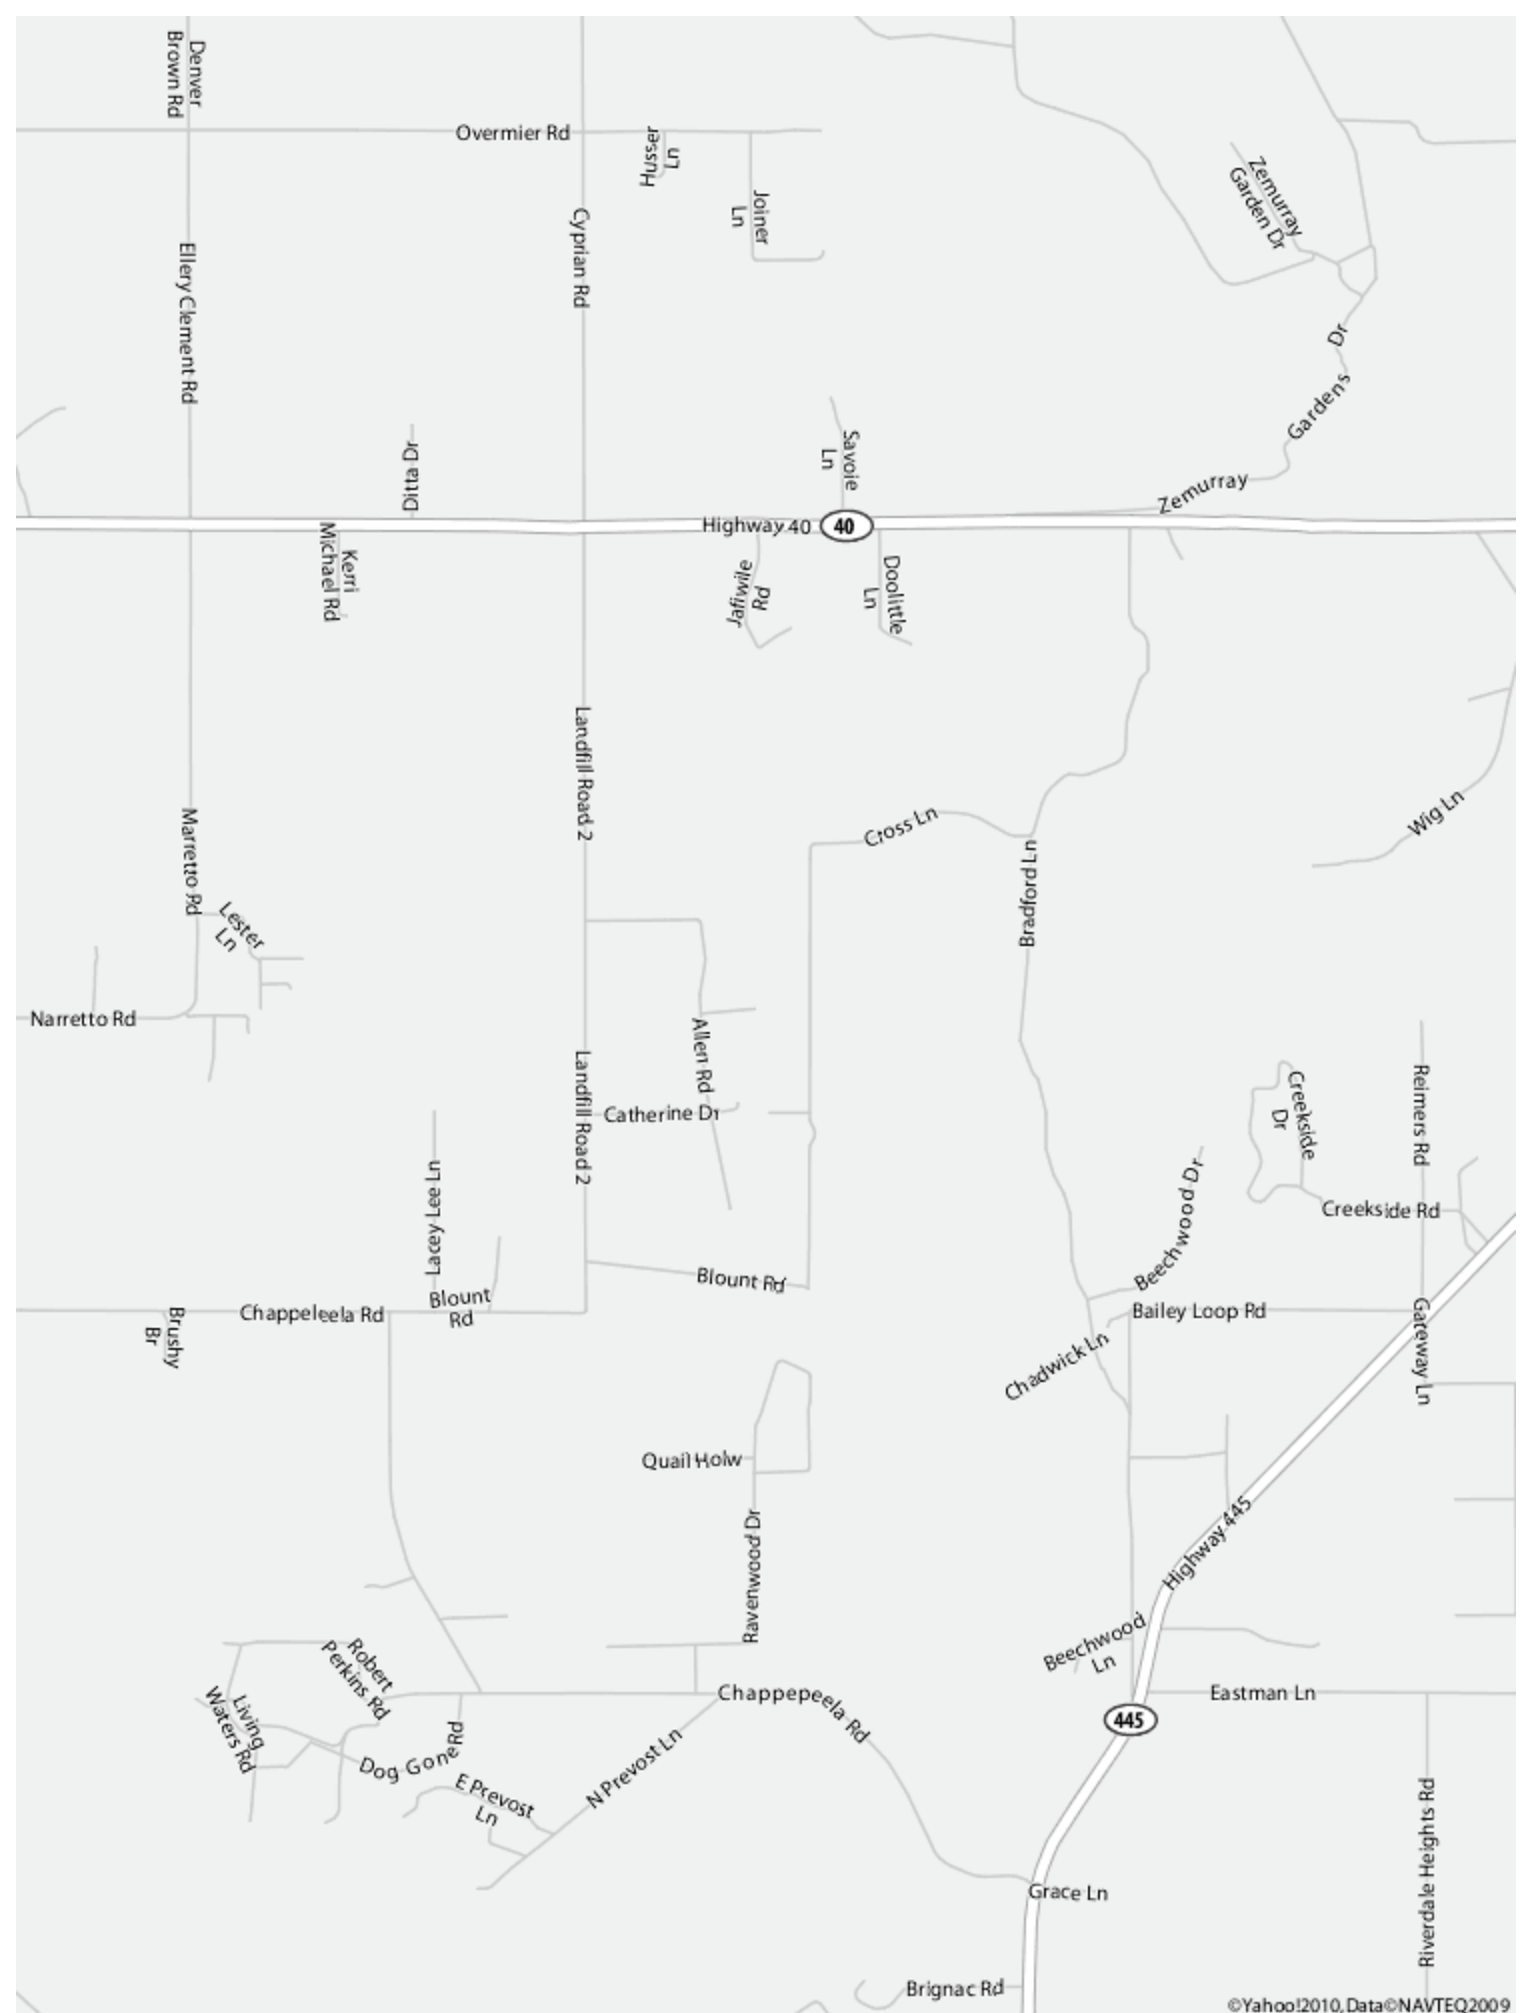 Denver
Brown Rd
Overmier Rd
Husser
Ln
Joiner
Ln
Zemurray
Garden Dr
Cyprian Rd
Ellery Clement Rd
Zemurray Gardens Dr
Ditta Dr
Savoie
Ln
Highway 40
40
Kerri
Michael Rd
Jefiwile
Rd
Doolittle
Ln
Landfill Road 2
Cross Ln
Wig Ln
Marretto Rd
Bradford Ln
Lester
Ln
Narretto Rd
Allen Rd
Landfill Road 2
Catherine Dr
Creekside
Dr
Reimers Rd
Lacey Lee Ln
Beechwood Dr
Creekside Rd
Blount Rd
Blount
Rd
Chappeleela Rd
Brushy
Br
Bailey Loop Rd
Gateway Ln
Chadwick Ln
Quail Holw
Ravenwood Dr
Highway 445
Beechwood
Ln
Robert
Perkins Rd
Living
Waters Rd
Chappepeela Rd
Eastman Ln
445
Dog Gone Rd
E Prevost
Ln
N Prevost Ln
Riverdale Heights Rd
Grace Ln
Brignac Rd
©Yahoo!2010, Data©NAVTEQ2009